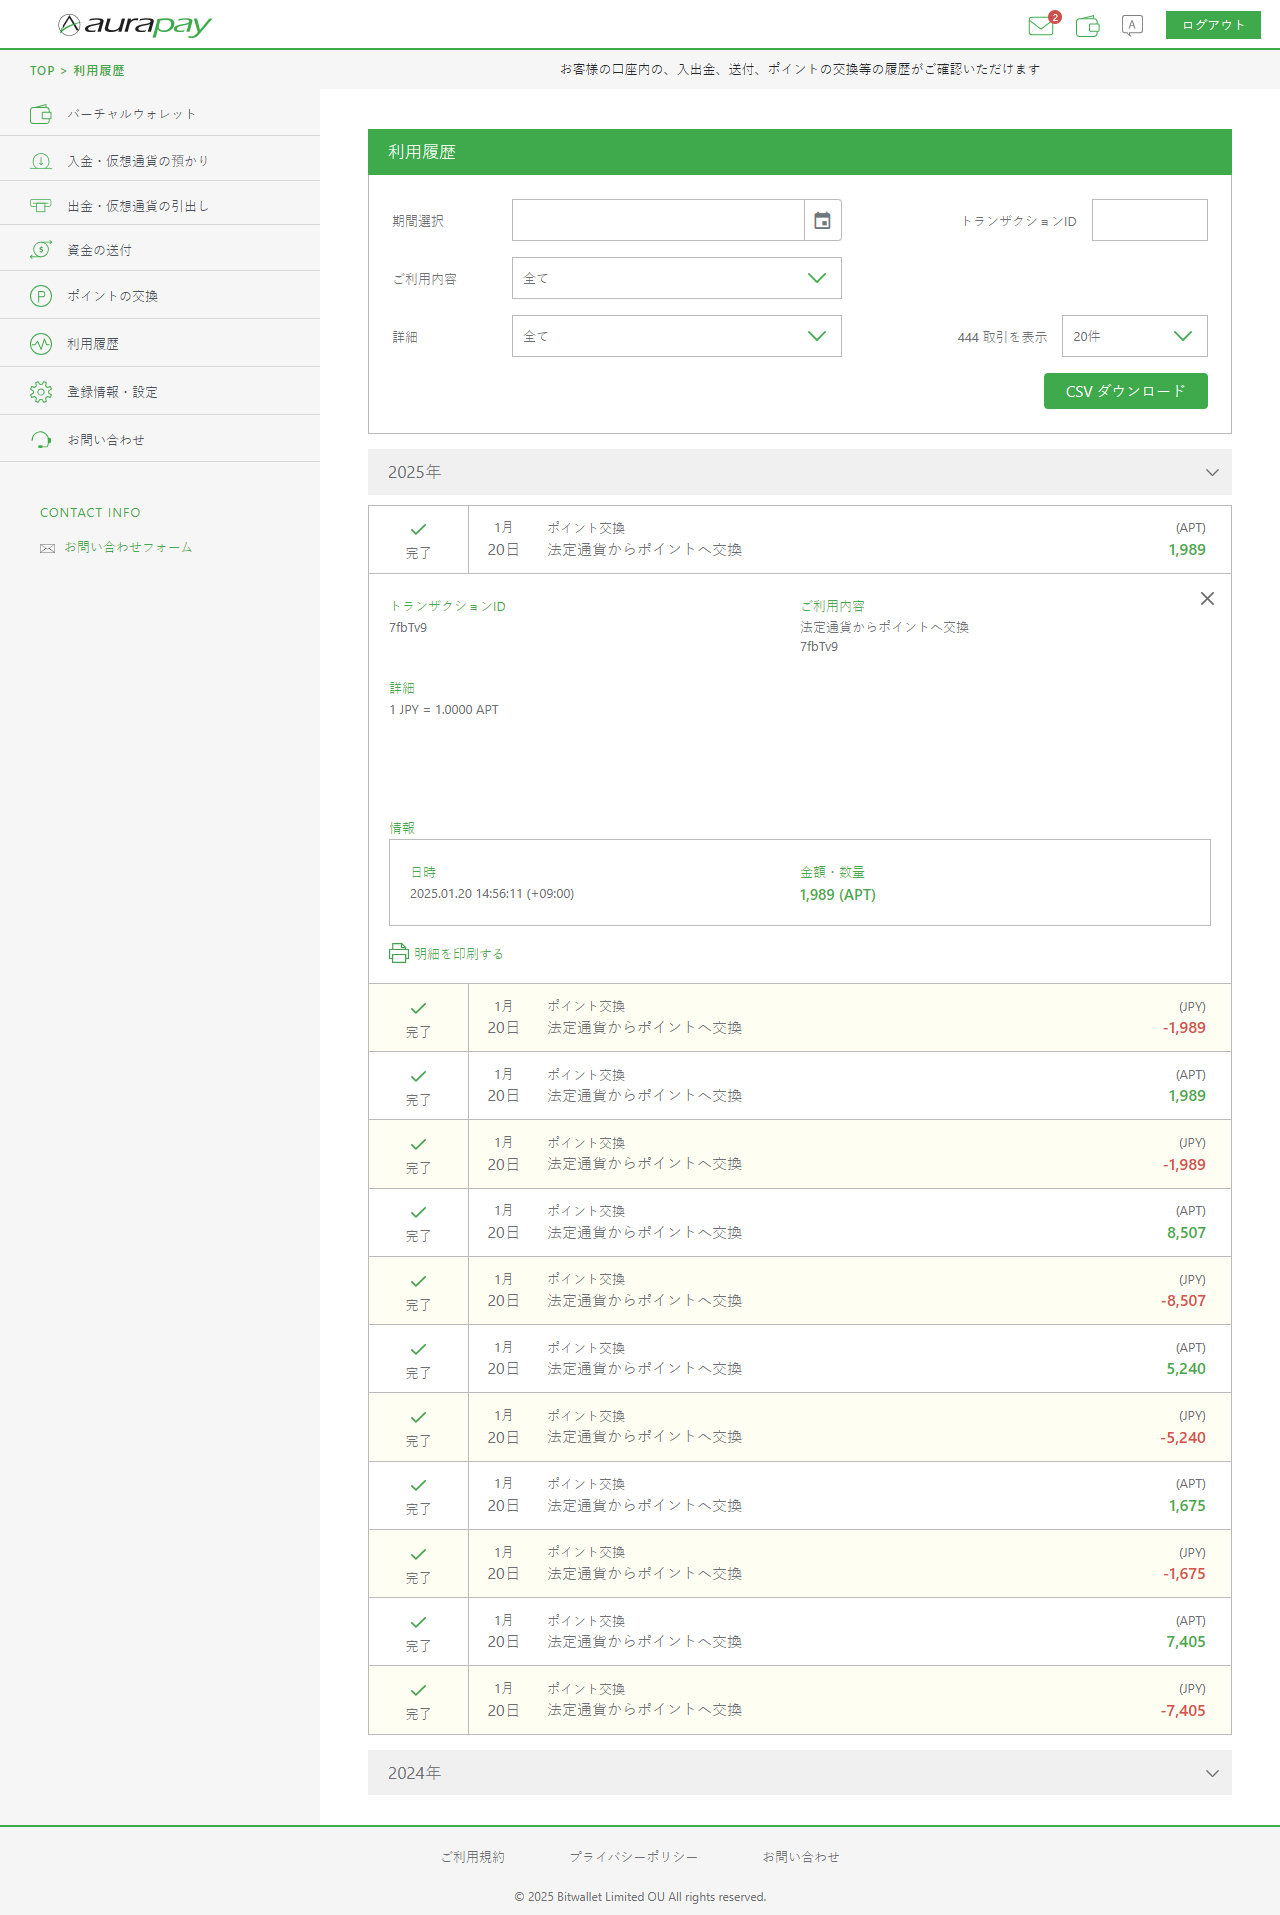 aurapay
2
A
ログアウト
TOP > 利用履歴
お客様の口座内の、入出金、送付、ポイントの交換等の履歴がご確認いただけます
バーチャルウォレット
入金・仮想通貨の預かり
出金・仮想通貨の引出し
資金の送付
ポイントの交換
利用履歴
登録情報・設定
お問い合わせ
CONTACT INFO
お問い合わせフォーム
利用履歴
期間選択
トランザクションID
ご利用内容
全て
詳細
全て
444 取引を表示
20件
CSV ダウンロード
2025年
完了
1月
20日
ポイント交換
法定通貨からポイントへ交換
(APT)
1,989
トランザクションID
7fbTv9
ご利用内容
法定通貨からポイントへ交換
7fbTv9
詳細
1 JPY = 1.0000 APT
情報
日時
2025.01.20 14:56:11 (+09:00)
金額・数量
1,989 (APT)
明細を印刷する
完了
1月
20日
ポイント交換
法定通貨からポイントへ交換
(JPY)
-1,989
完了
1月
20日
ポイント交換
法定通貨からポイントへ交換
(APT)
1,989
完了
1月
20日
ポイント交換
法定通貨からポイントへ交換
(JPY)
-1,989
完了
1月
20日
ポイント交換
法定通貨からポイントへ交換
(APT)
8,507
完了
1月
20日
ポイント交換
法定通貨からポイントへ交換
(JPY)
-8,507
完了
1月
20日
ポイント交換
法定通貨からポイントへ交換
(APT)
5,240
完了
1月
20日
ポイント交換
法定通貨からポイントへ交換
(JPY)
-5,240
完了
1月
20日
ポイント交換
法定通貨からポイントへ交換
(APT)
1,675
完了
1月
20日
ポイント交換
法定通貨からポイントへ交換
(JPY)
-1,675
完了
1月
20日
ポイント交換
法定通貨からポイントへ交換
(APT)
7,405
完了
1月
20日
ポイント交換
法定通貨からポイントへ交換
(JPY)
-7,405
2024年
ご利用規約
プライバシーポリシー
お問い合わせ
© 2025 Bitwallet Limited OU All rights reserved.